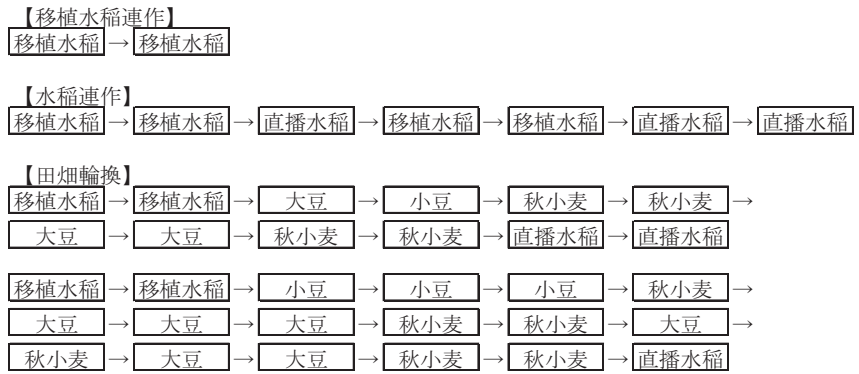 【移植水稲連作】
移植水稲→移植水稲
【水稲連作】
移植水稲→移植水稲→直播水稲→移植水稲→移植水稲→直播水稲→直播水稲
【田畑輪換】
移植水稲→移植水稲→大豆→小豆→秋小麦→秋小麦→
大豆→大豆→秋小麦→秋小麦→直播水稲→直播水稲
移植水稲→移植水稲→小豆→小豆→小豆→秋小麦→
大豆→大豆→大豆→秋小麦→秋小麦→大豆→
秋小麦→大豆→大豆→秋小麦→秋小麦→直播水稲